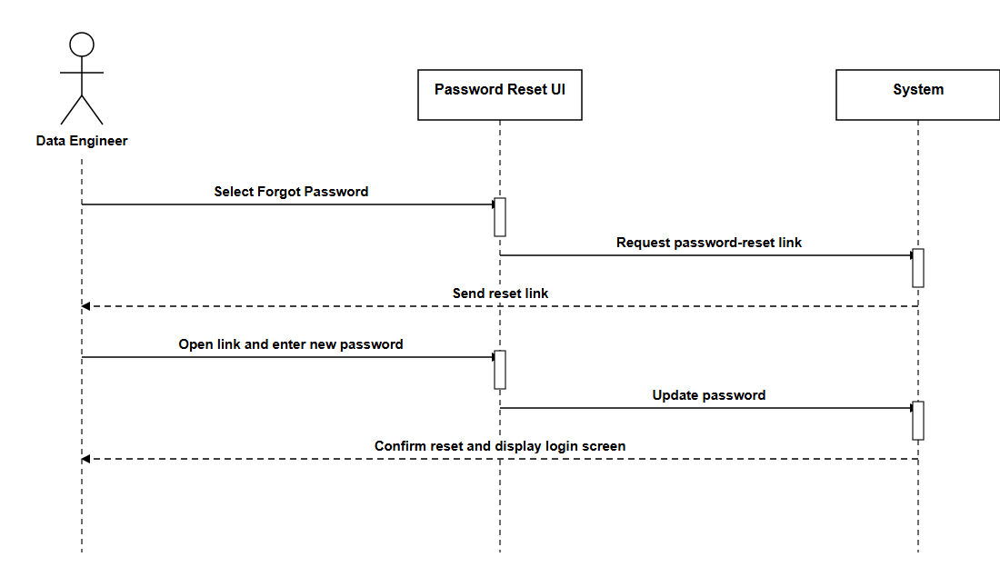 Password Reset UI
System
Data Engineer
Select Forgot Password
Request password-reset link
Send reset link
Open link and enter new password
Update password
Confirm reset and display login screen